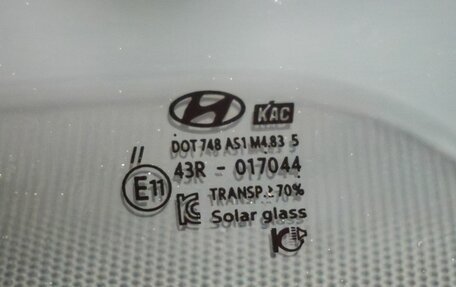 KAC
DOT 748 AS1 M4.83 5
43R - 017044
E11
TRANSP.≥70%
Solar glass